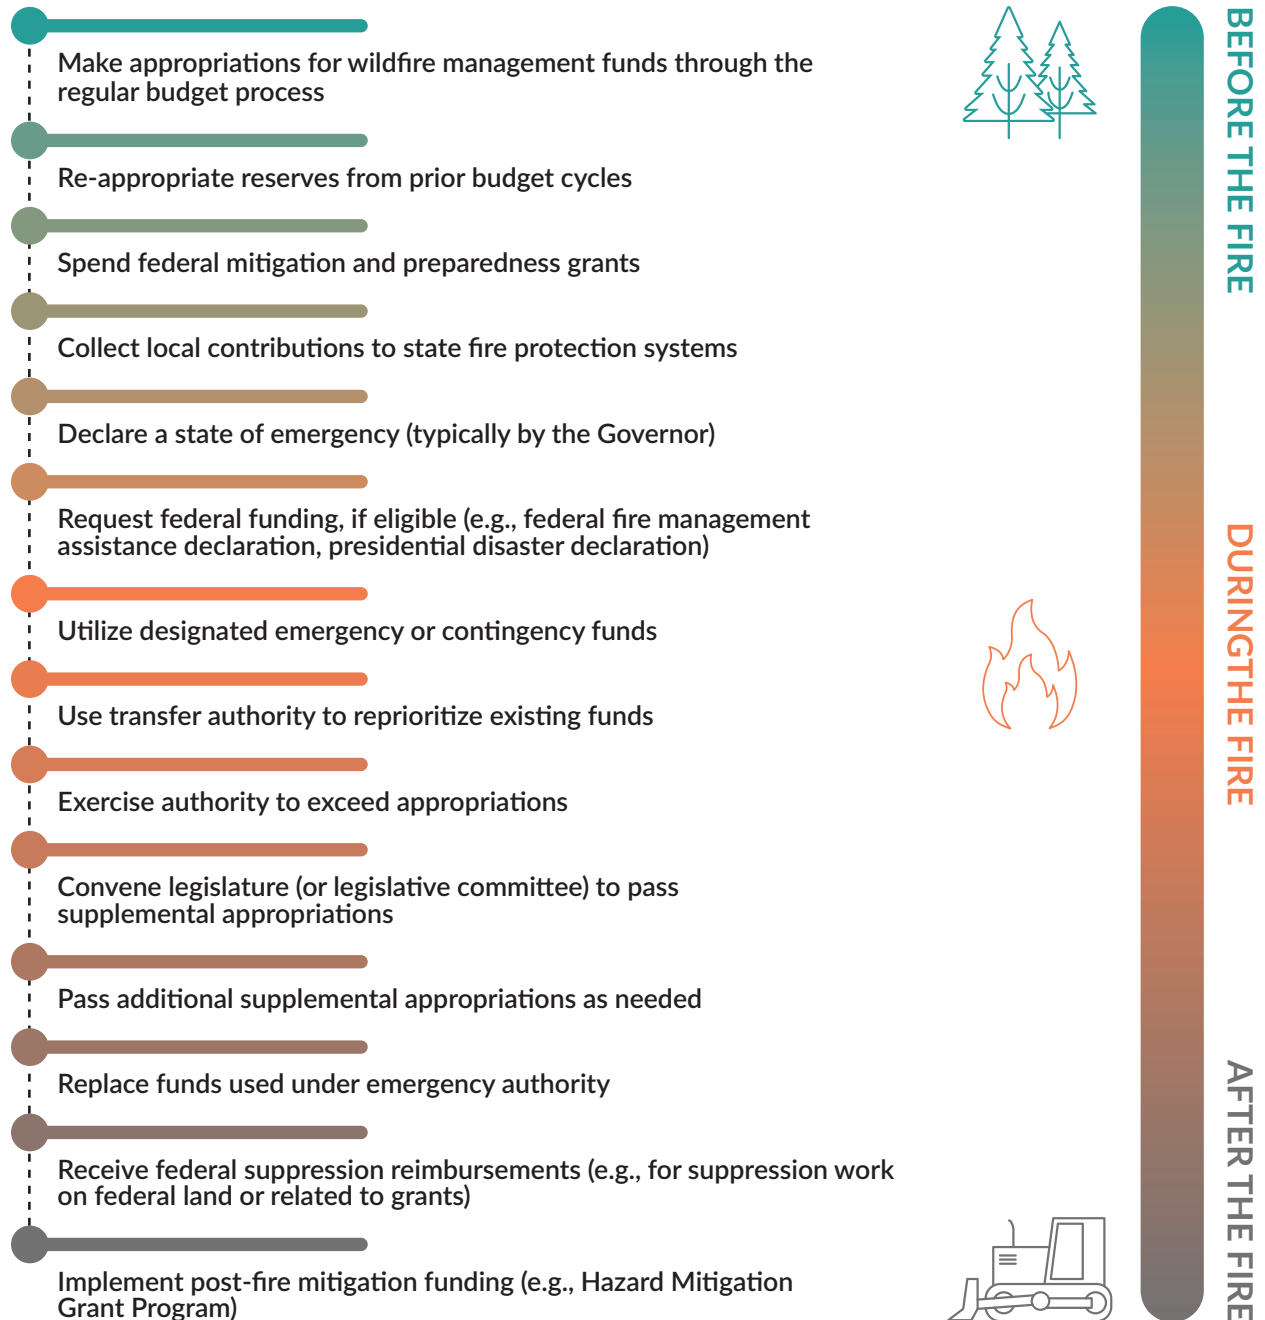 Make appropriations for wildfire management funds through the
regular budget process
Re-appropriate reserves from prior budget cycles
Spend federal mitigation and preparedness grants
Collect local contributions to state fire protection systems
Declare a state of emergency (typically by the Governor)
Request federal funding, if eligible (e.g., federal fire management
assistance declaration, presidential disaster declaration)
Utilize designated emergency or contingency funds
Use transfer authority to reprioritize existing funds
Exercise authority to exceed appropriations
Convene legislature (or legislative committee) to pass
supplemental appropriations
Pass additional supplemental appropriations as needed
Replace funds used under emergency authority
Receive federal suppression reimbursements (e.g., for suppression work
on federal land or related to grants)
Implement post-fire mitigation funding (e.g., Hazard Mitigation
Grant Program)
BEFORE THE FIRE
DURINGTHE FIRE
AFTER THE FIRE